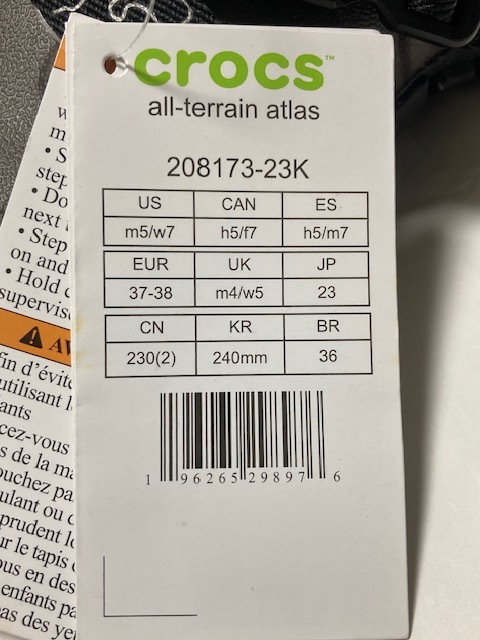 crocs™
all-terrain atlas
208173-23K
US CAN ES
m5/w7 h5/f7 h5/m7
EUR UK JP
37-38 m4/w5 23
CN KR BR
230(2) 240mm 36
1 96265 29897 6
• S
step
• Do
next
• Step
on and
• Hold
supervis
⚠ AV
fin d'évite
utilisant l
ants
cez-vous
s de la ma
ouchez pa
ulant ou
prudent l
ur le tapis
ous en des
enfants pa
as des ye